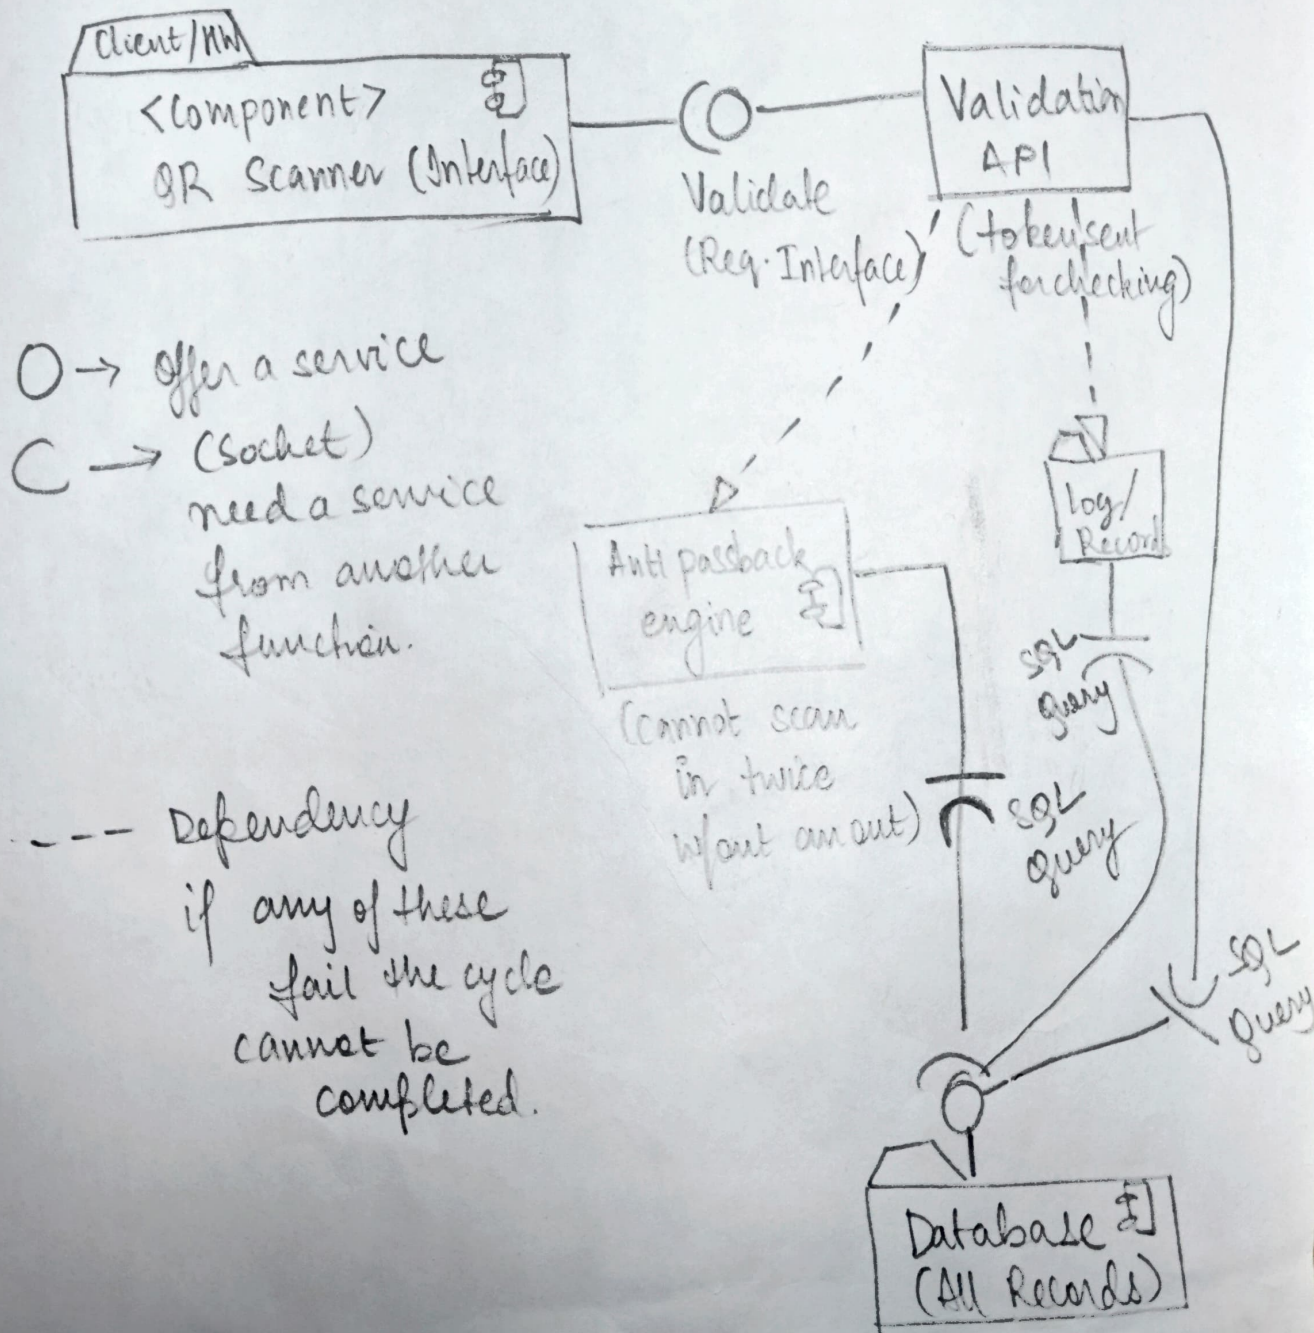 Client/HW
<Component>
QR Scanner (Interface)
Validate
(Req. Interface)
Validation
API
(token sent
for checking)
O → Offer a service
C → (Socket)
need a service
from another
function.
Log/
Records
Anti passback
engine
(cannot scan
in twice
w/out an out)
SQL
Query
SQL
Query
SQL
Query
--- Dependency
if any of these
fail the cycle
cannot be
completed.
Database
(All Records)